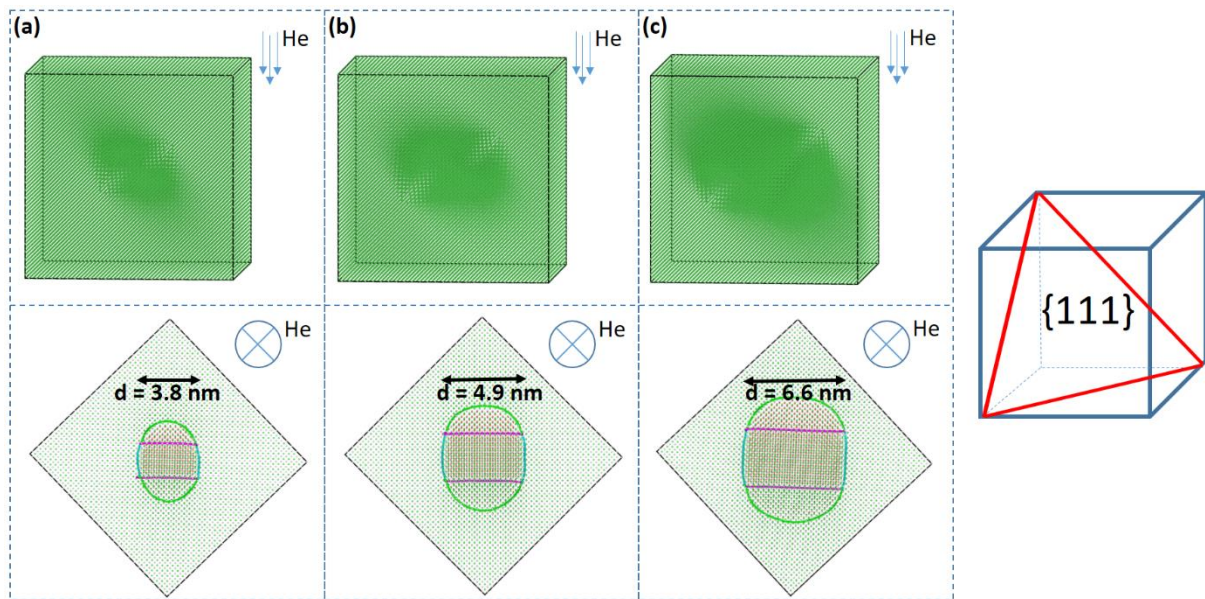 (a)
He
(b)
He
(c)
He
{111}
He
d = 3.8 nm
He
d = 4.9 nm
He
d = 6.6 nm